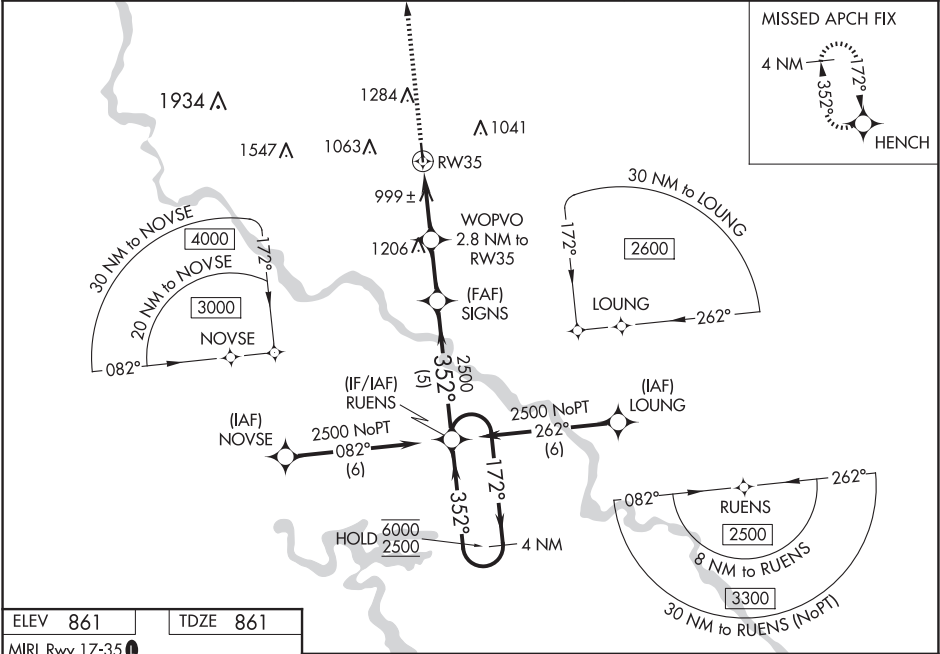 MISSED APCH FIX
4 NM
172°
352°
HENCH
1934
1284
1041
1547
1063
RW35
999 ±
WOPVO
2.8 NM to
RW35
1206
(FAF)
SIGNS
30 NM to NOVSE
4000
172°
20 NM to NOVSE
3000
NOVSE
082°
30 NM to LOUNG
172°
2600
LOUNG
262°
2500
352°
(5)
(IF/IAF)
RUENS
(IAF)
NOVSE
2500 NoPT
082°
(6)
(IAF)
LOUNG
2500 NoPT
262°
(6)
172°
352°
HOLD
6000
2500
4 NM
082°
262°
RUENS
2500
8 NM to RUENS
3300
30 NM to RUENS (NoPT)
ELEV 861
TDZE 861
MIRL Rwy 17-35 L